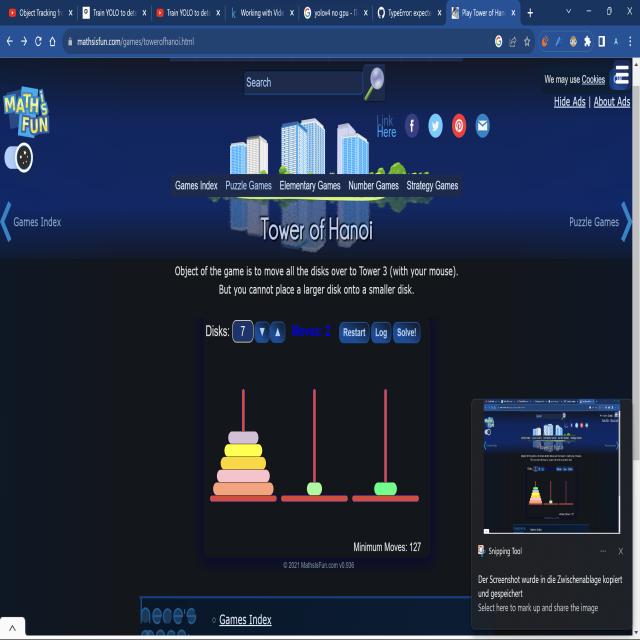 Object Tracking fr
Train YOLO to dete
Train YOLO to dete
Working with Vide
yolov4 no gpu - 
TypeError: expecte
Play Tower of Han
mathsisfun.com/games/towerofhanoi.html
Search
We may use Cookies
Hide Ads | About Ads
MATH's
FUN
Link
Here
Games Index Puzzle Games Elementary Games Number Games Strategy Games
Games Index
Puzzle Games
Tower of Hanoi
Object of the game is to move all the disks over to Tower 3 (with your mouse).
But you cannot place a larger disk onto a smaller disk.
Disks: 7 ▼ ▲ Moves: 2 Restart Log Solve!
Minimum Moves: 127
© 2021 MathsIsFun.com v0.936
Snipping Tool
Der Screenshot wurde in die Zwischenablage kopiert
und gespeichert
Select here to mark up and share the image
Games Index